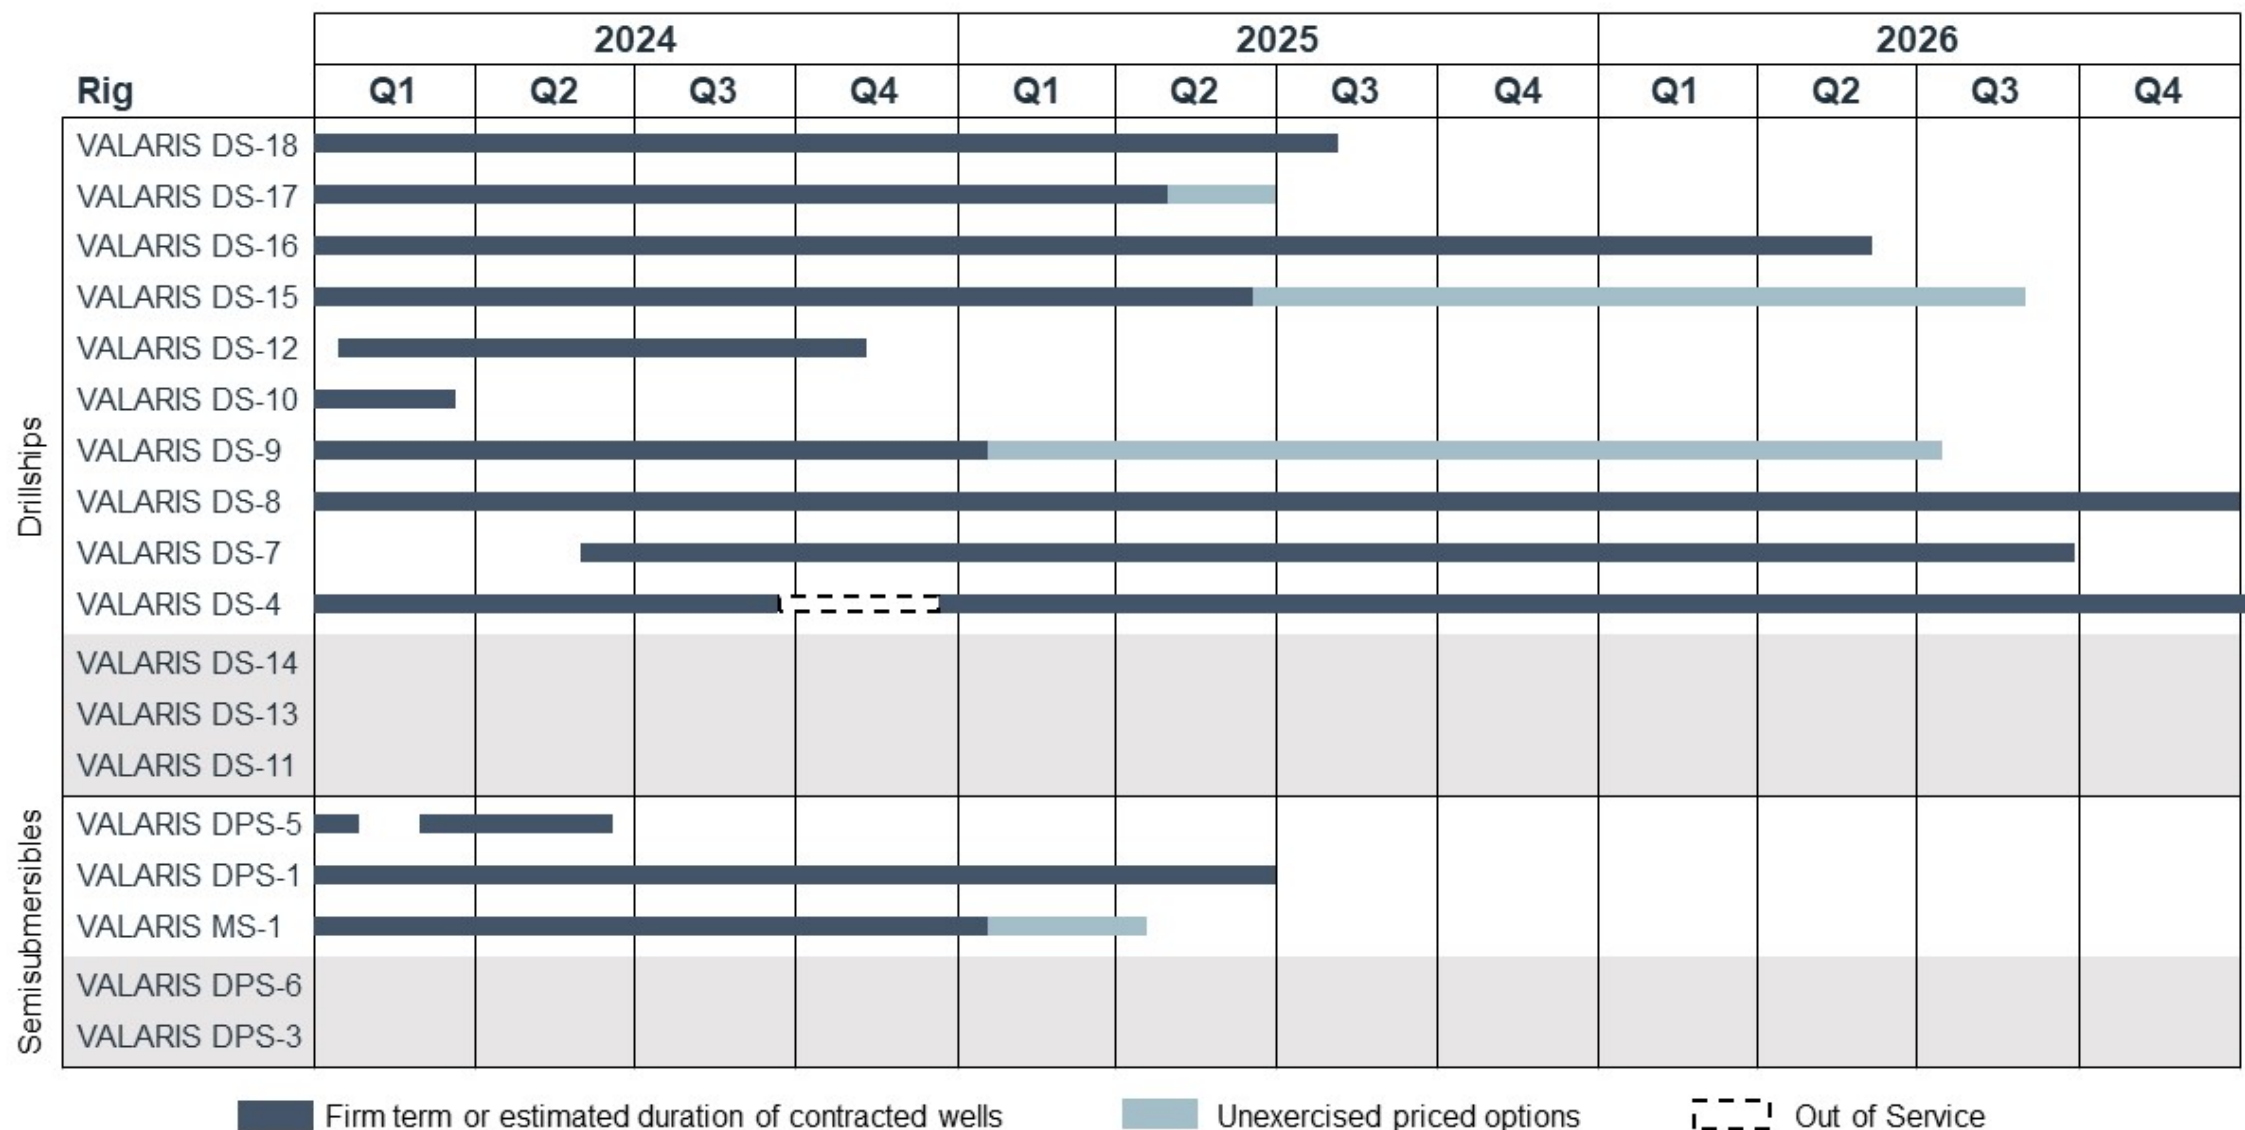 2024 2025 2026
Rig Q1 Q2 Q3 Q4 Q1 Q2 Q3 Q4 Q1 Q2 Q3 Q4
Drillships
VALARIS DS-18
VALARIS DS-17
VALARIS DS-16
VALARIS DS-15
VALARIS DS-12
VALARIS DS-10
VALARIS DS-9
VALARIS DS-8
VALARIS DS-7
VALARIS DS-4
VALARIS DS-14
VALARIS DS-13
VALARIS DS-11
Semisubmersibles
VALARIS DPS-5
VALARIS DPS-1
VALARIS MS-1
VALARIS DPS-6
VALARIS DPS-3
Firm term or estimated duration of contracted wells Unexercised priced options Out of Service